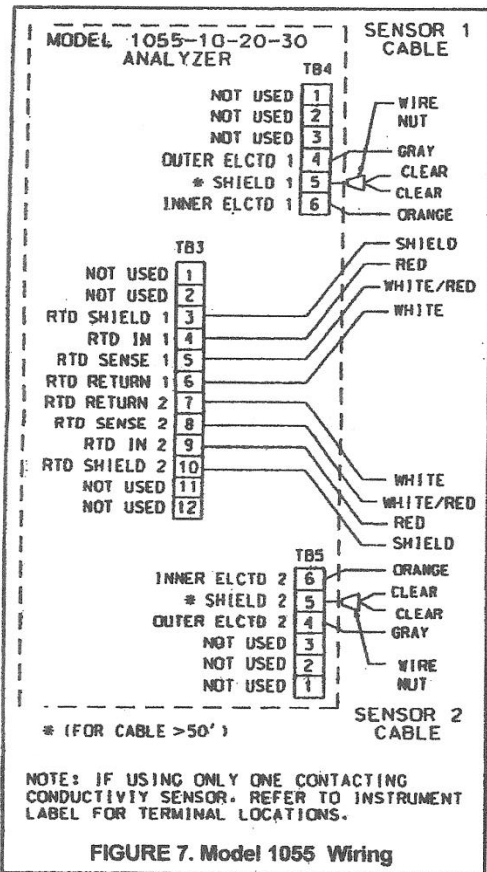 MODEL 1055-10-20-30
ANALYZER
SENSOR 1
CABLE
TB4
NOT USED 1
NOT USED 2
NOT USED 3
OUTER ELCTD 1 4
* SHIELD 1 5
INNER ELCTD 1 6
WIRE
NUT
GRAY
CLEAR
CLEAR
ORANGE
TB3
NOT USED 1
NOT USED 2
RTD SHIELD 1 3
RTD IN 1 4
RTD SENSE 1 5
RTD RETURN 1 6
RTD RETURN 2 7
RTD SENSE 2 8
RTD IN 2 9
RTD SHIELD 2 10
NOT USED 11
NOT USED 12
SHIELD
RED
WHITE/RED
WHITE
WHITE
WHITE/RED
RED
SHIELD
TB5
INNER ELCTD 2 6
* SHIELD 2 5
OUTER ELCTD 2 4
NOT USED 3
NOT USED 2
NOT USED 1
ORANGE
CLEAR
CLEAR
GRAY
WIRE
NUT
SENSOR 2
CABLE
* (FOR CABLE >50')
NOTE: IF USING ONLY ONE CONTACTING
CONDUCTIVIY SENSOR. REFER TO INSTRUMENT
LABEL FOR TERMINAL LOCATIONS.
FIGURE 7. Model 1055 Wiring